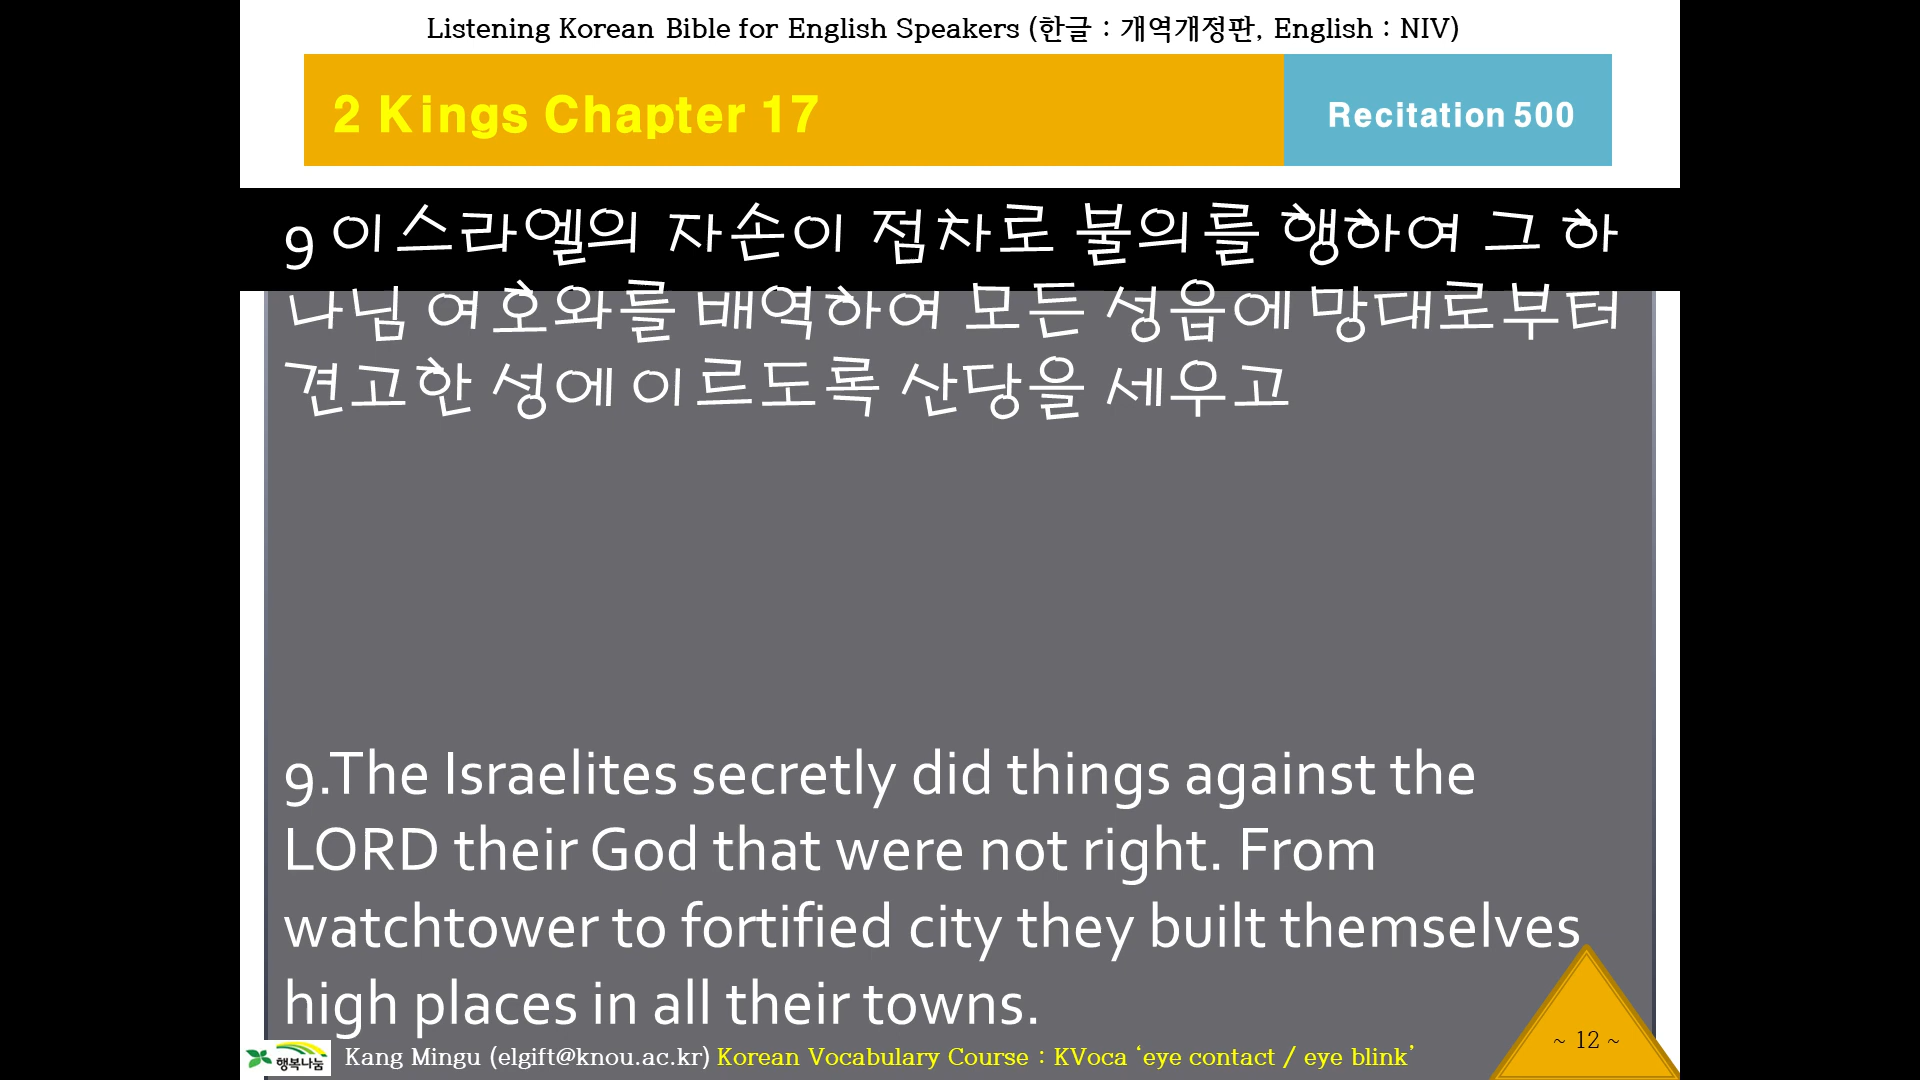 Listening Korean Bible for English Speakers (한글 : 개역개정판, English : NIV)
2 Kings Chapter 17
Recitation 500
9 이스라엘의 자손이 점차로 불의를 행하여 그 하
나님 여호와를 배역하여 모든 성읍에 망대로부터
견고한 성에 이르도록 산당을 세우고
9.The Israelites secretly did things against the
LORD their God that were not right. From
watchtower to fortified city they built themselves
high places in all their towns.
행복나눔
Kang Mingu (elgift@knou.ac.kr) Korean Vocabulary Course : KVoca ‘eye contact / eye blink’
~ 12 ~